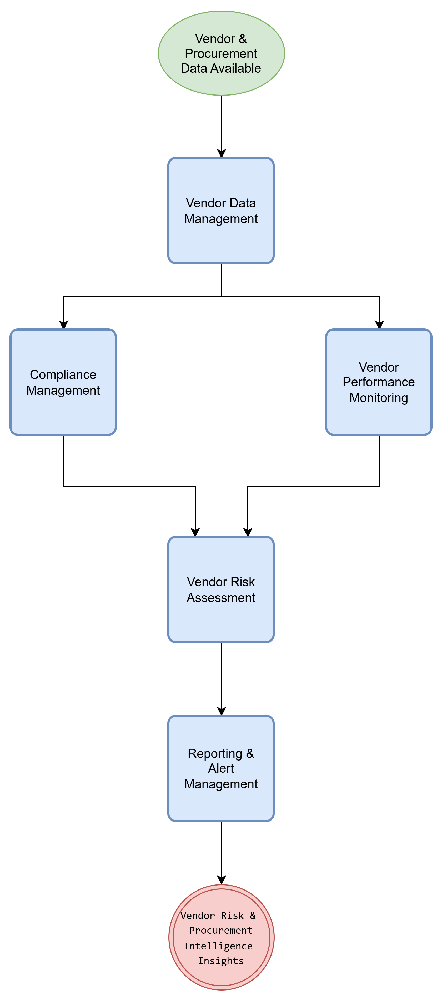 Vendor &
Procurement
Data Available
Vendor Data
Management
Compliance
Management
Vendor
Performance
Monitoring
Vendor Risk
Assessment
Reporting &
Alert
Management
Vendor Risk &
Procurement
Intelligence
Insights